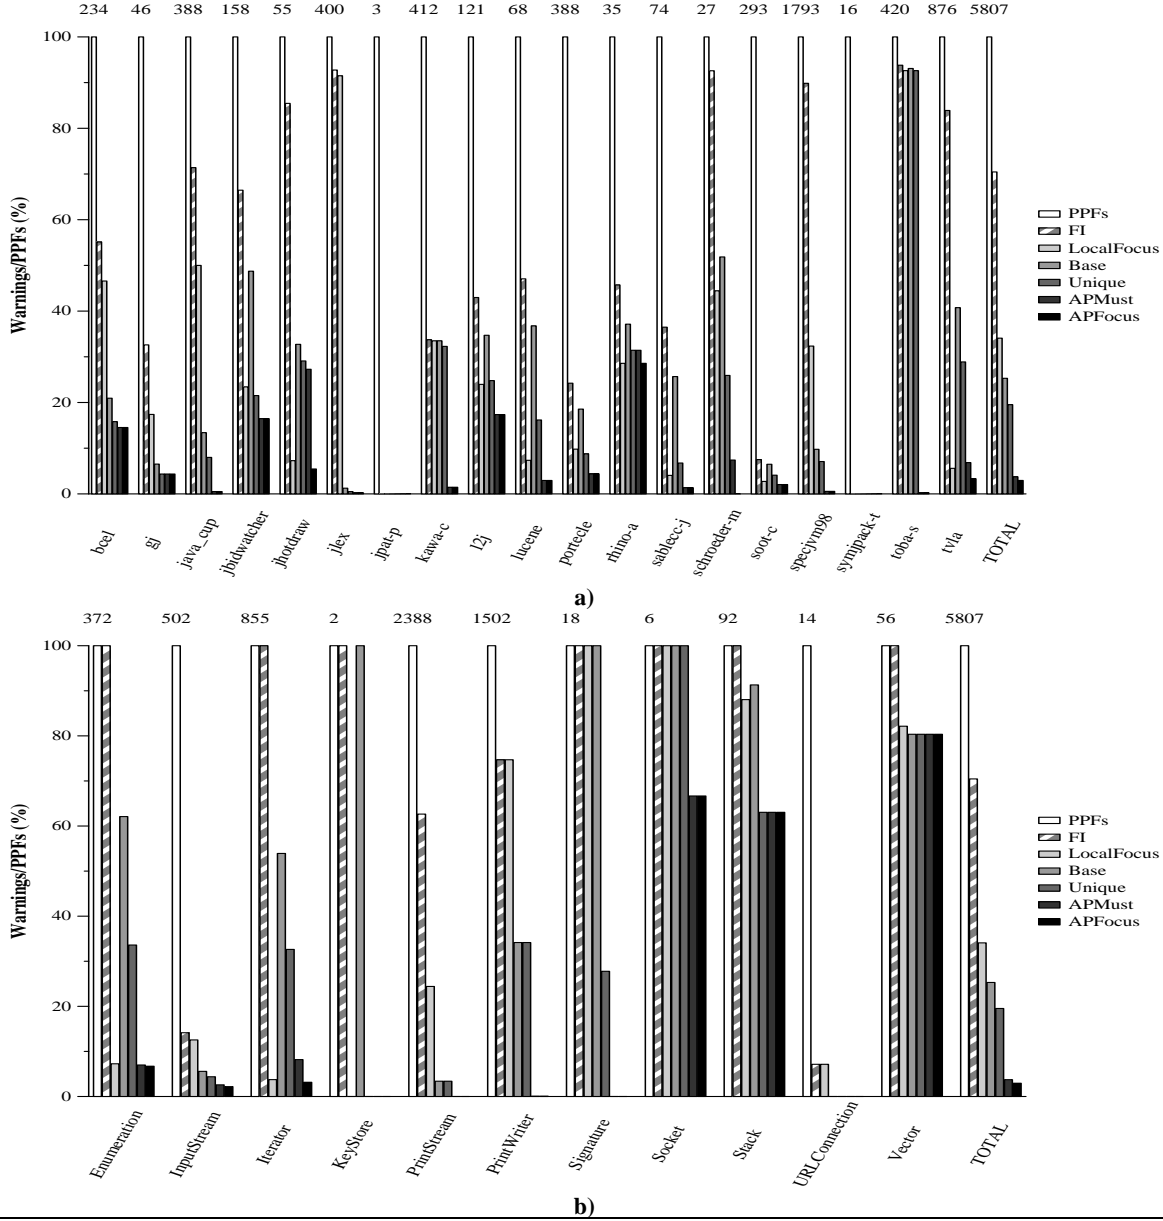 234 46 388 158 55 400 3 412 121 68 388 35 74 27 293 1793 16 420 876 5807
100
80
60
40
20
0
Warnings/PPFs (%)
PPFs
FI
LocalFocus
Base
Unique
APMust
APFocus
bcel gj java_cup jbidwatcher jhotdraw jlex jpat-p kawa-c l2j lucene portecle rhino-a sablecc-j schroeder-m soot-c specjvm98 symjpack-t toba-s tvla TOTAL
a)
372 502 855 2 2388 1502 18 6 92 14 56 5807
100
80
60
40
20
0
Warnings/PPFs (%)
PPFs
FI
LocalFocus
Base
Unique
APMust
APFocus
Enumeration InputStream Iterator KeyStore PrintStream PrintWriter Signature Socket Stack URLConnection Vector TOTAL
b)